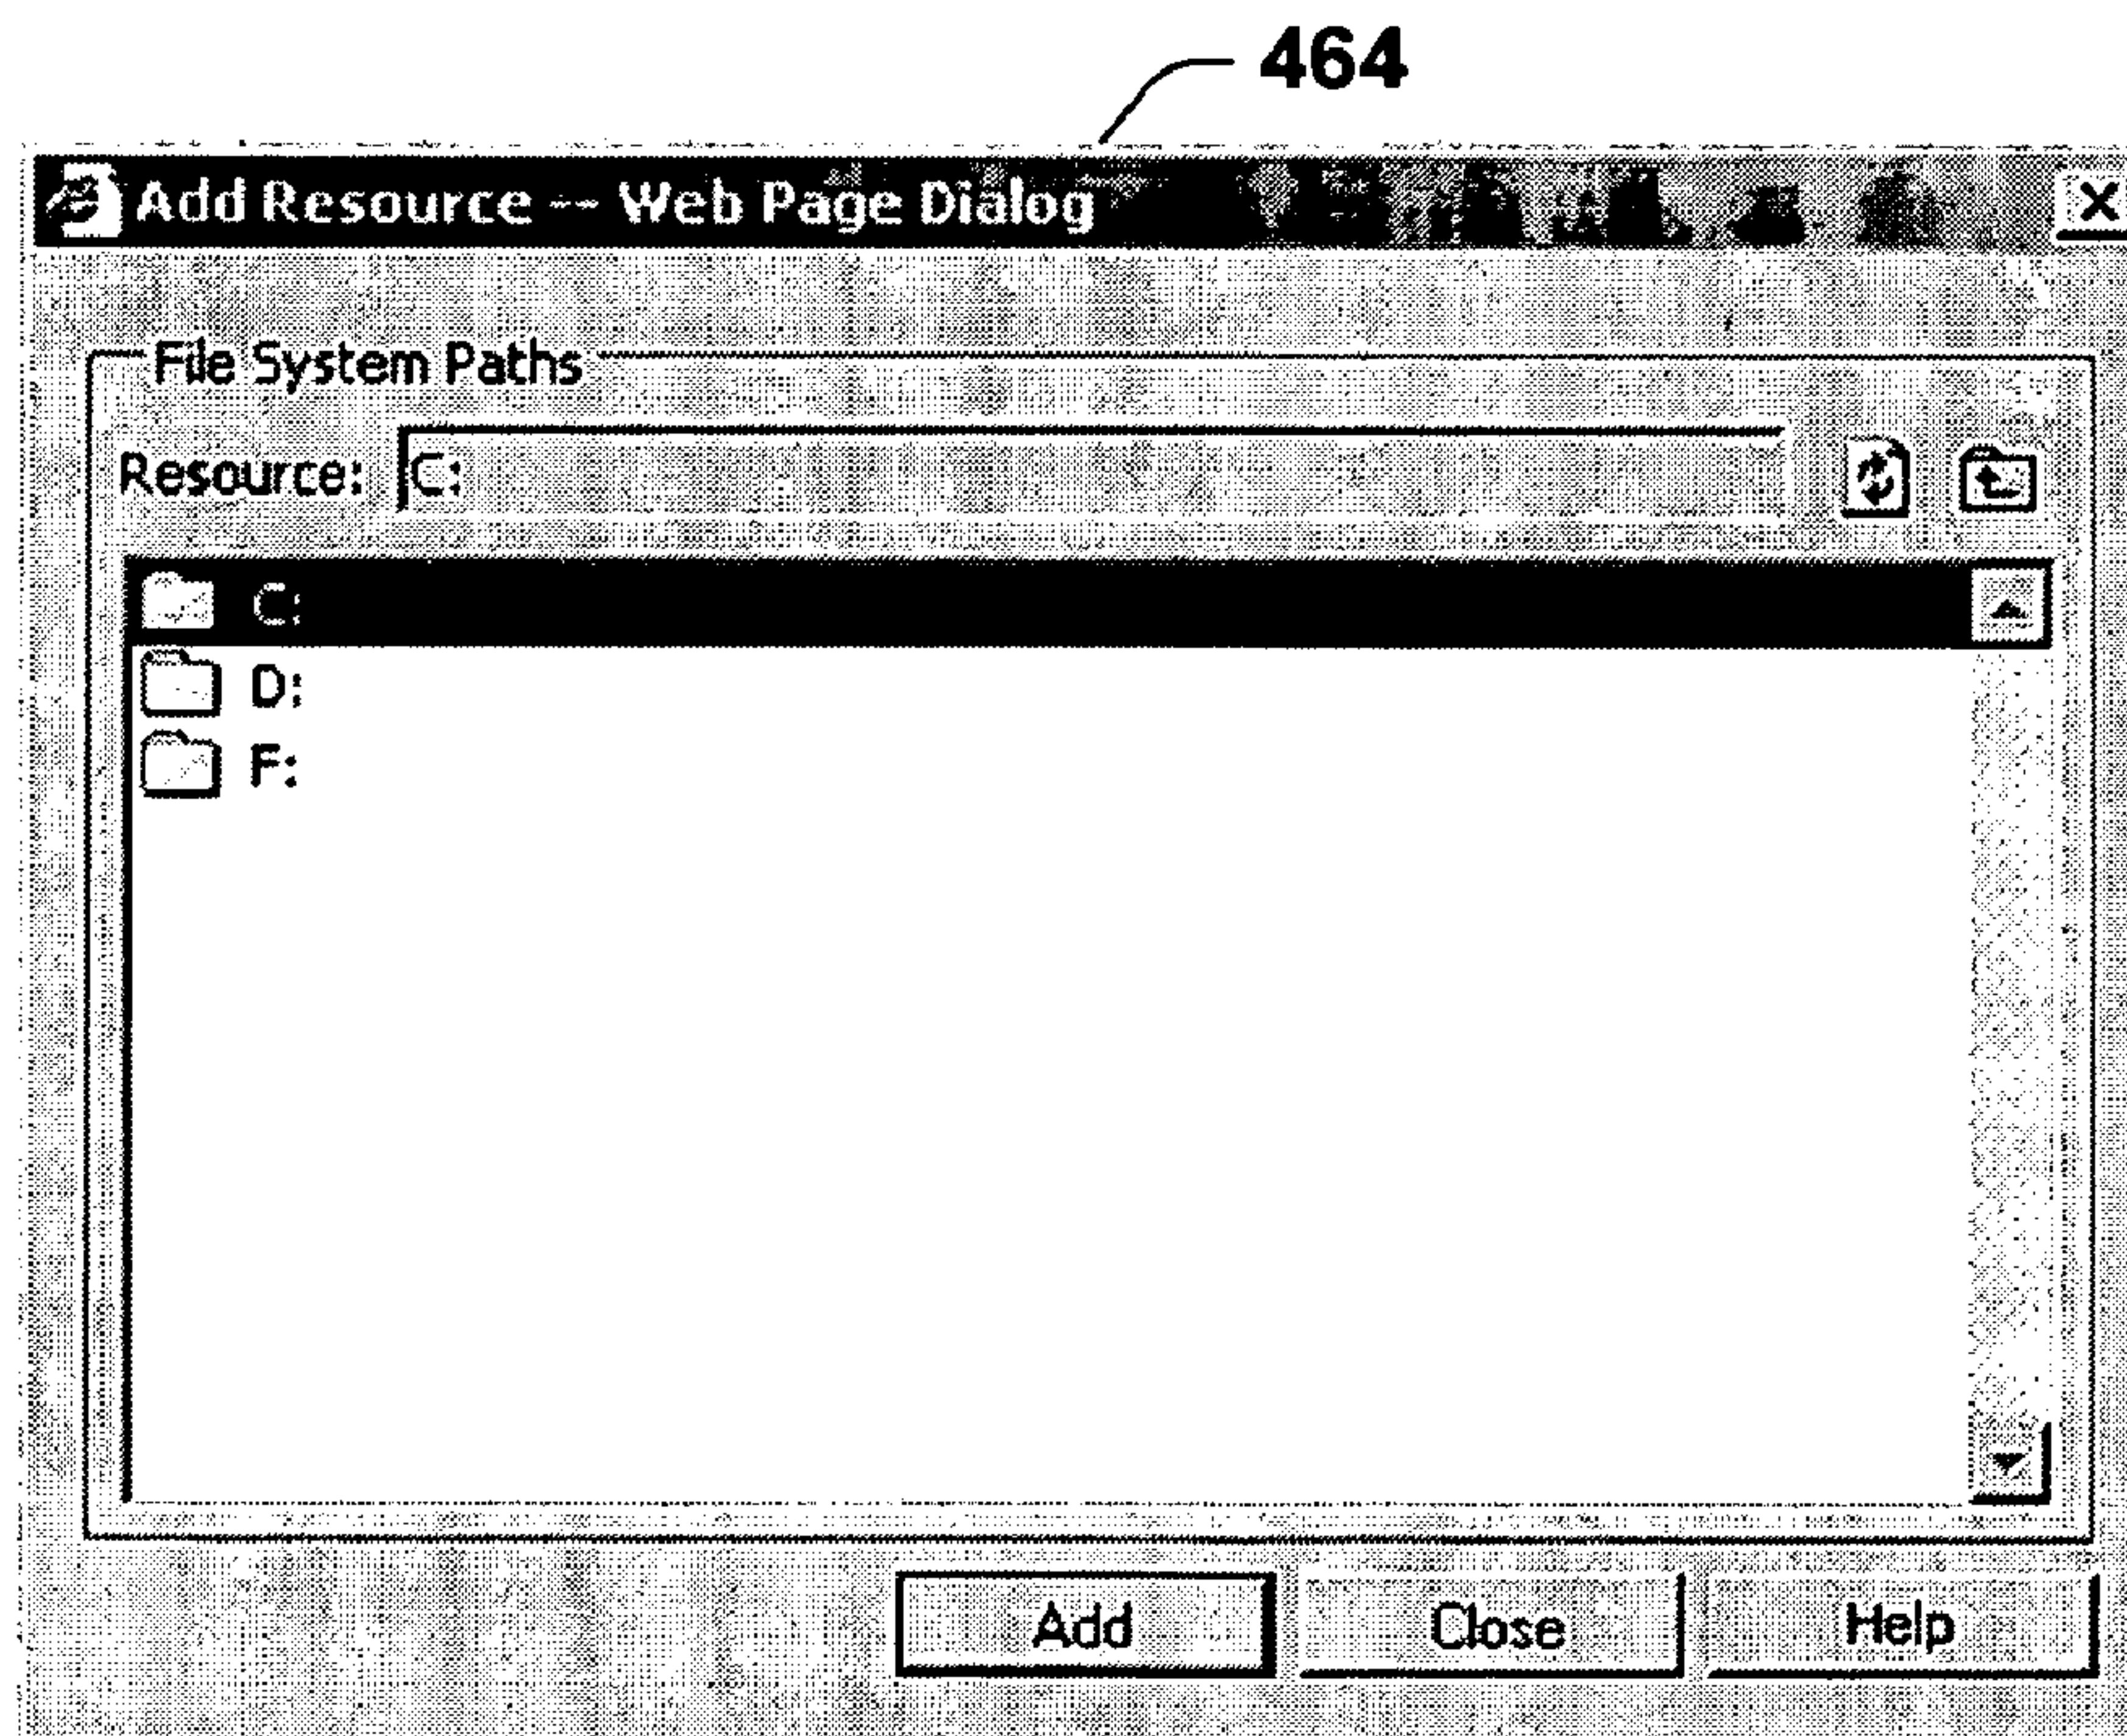 464
Add Resource -- Web Page Dialog
File System Paths
Resource: C:
C:
D:
F:
Add Close Help